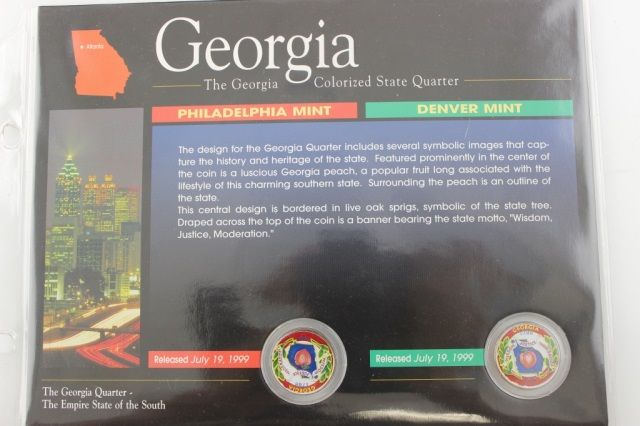 Atlanta
Georgia
The Georgia Colorized State Quarter
PHILADELPHIA MINT
DENVER MINT
The design for the Georgia Quarter includes several symbolic images that cap-
ture the history and heritage of the state. Featured prominently in the center of
the coin is a luscious Georgia peach, a popular fruit long associated with the
lifestyle of this charming southern state. Surrounding the peach is an outline of
the state.
This central design is bordered in live oak sprigs, symbolic of the state tree.
Draped across the top of the coin is a banner bearing the state motto, "Wisdom,
Justice, Moderation."
Released July 19, 1999
GEORGIA
Released July 19, 1999
GEORGIA
The Georgia Quarter -
The Empire State of the South